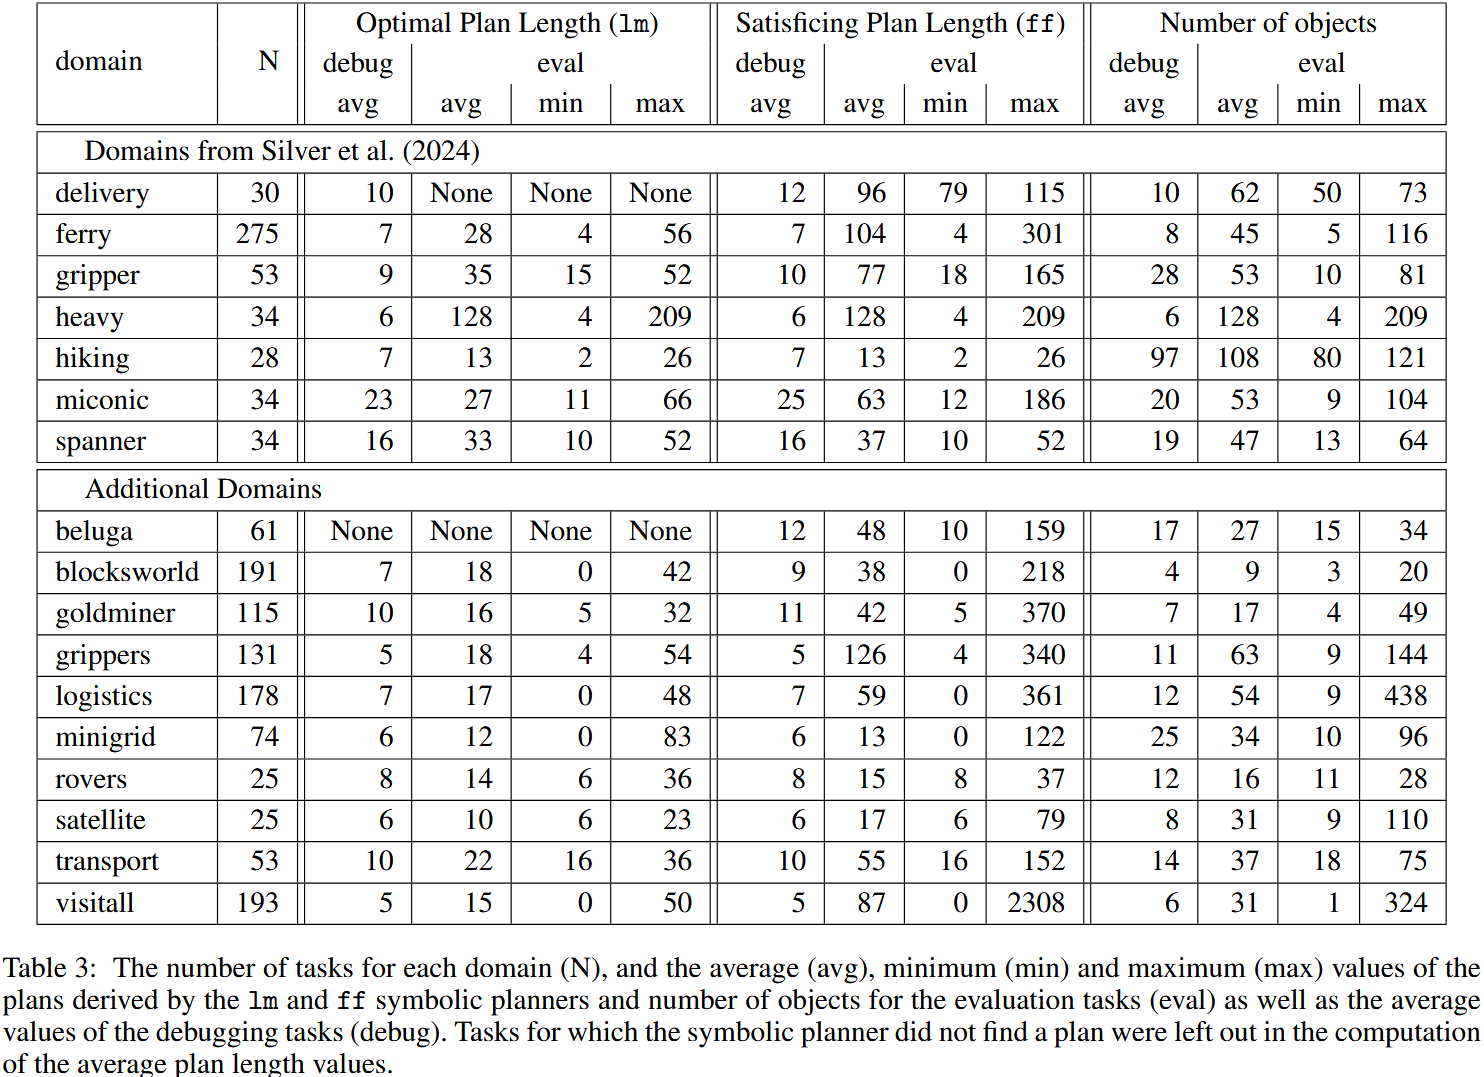 Optimal Plan Length (lm) Satisficing Plan Length (ff) Number of objects
domain N debug eval debug eval debug eval
avg avg min max avg avg min max avg avg min max
Domains from Silver et al. (2024)
delivery 30 10 None None None 12 96 79 115 10 62 50 73
ferry 275 7 28 4 56 7 104 4 301 8 45 5 116
gripper 53 9 35 15 52 10 77 18 165 28 53 10 81
heavy 34 6 128 4 209 6 128 4 209 6 128 4 209
hiking 28 7 13 2 26 7 13 2 26 97 108 80 121
miconic 34 23 27 11 66 25 63 12 186 20 53 9 104
spanner 34 16 33 10 52 16 37 10 52 19 47 13 64
Additional Domains
beluga 61 None None None None 12 48 10 159 17 27 15 34
blocksworld 191 7 18 0 42 9 38 0 218 4 9 3 20
goldminer 115 10 16 5 32 11 42 5 370 7 17 4 49
grippers 131 5 18 4 54 5 126 4 340 11 63 9 144
logistics 178 7 17 0 48 7 59 0 361 12 54 9 438
minigrid 74 6 12 0 83 6 13 0 122 25 34 10 96
rovers 25 8 14 6 36 8 15 8 37 12 16 11 28
satellite 25 6 10 6 23 6 17 6 79 8 31 9 110
transport 53 10 22 16 36 10 55 16 152 14 37 18 75
visitall 193 5 15 0 50 5 87 0 2308 6 31 1 324
Table 3: The number of tasks for each domain (N), and the average (avg), minimum (min) and maximum (max) values of the
plans derived by the lm and ff symbolic planners and number of objects for the evaluation tasks (eval) as well as the average
values of the debugging tasks (debug). Tasks for which the symbolic planner did not find a plan were left out in the computation
of the average plan length values.